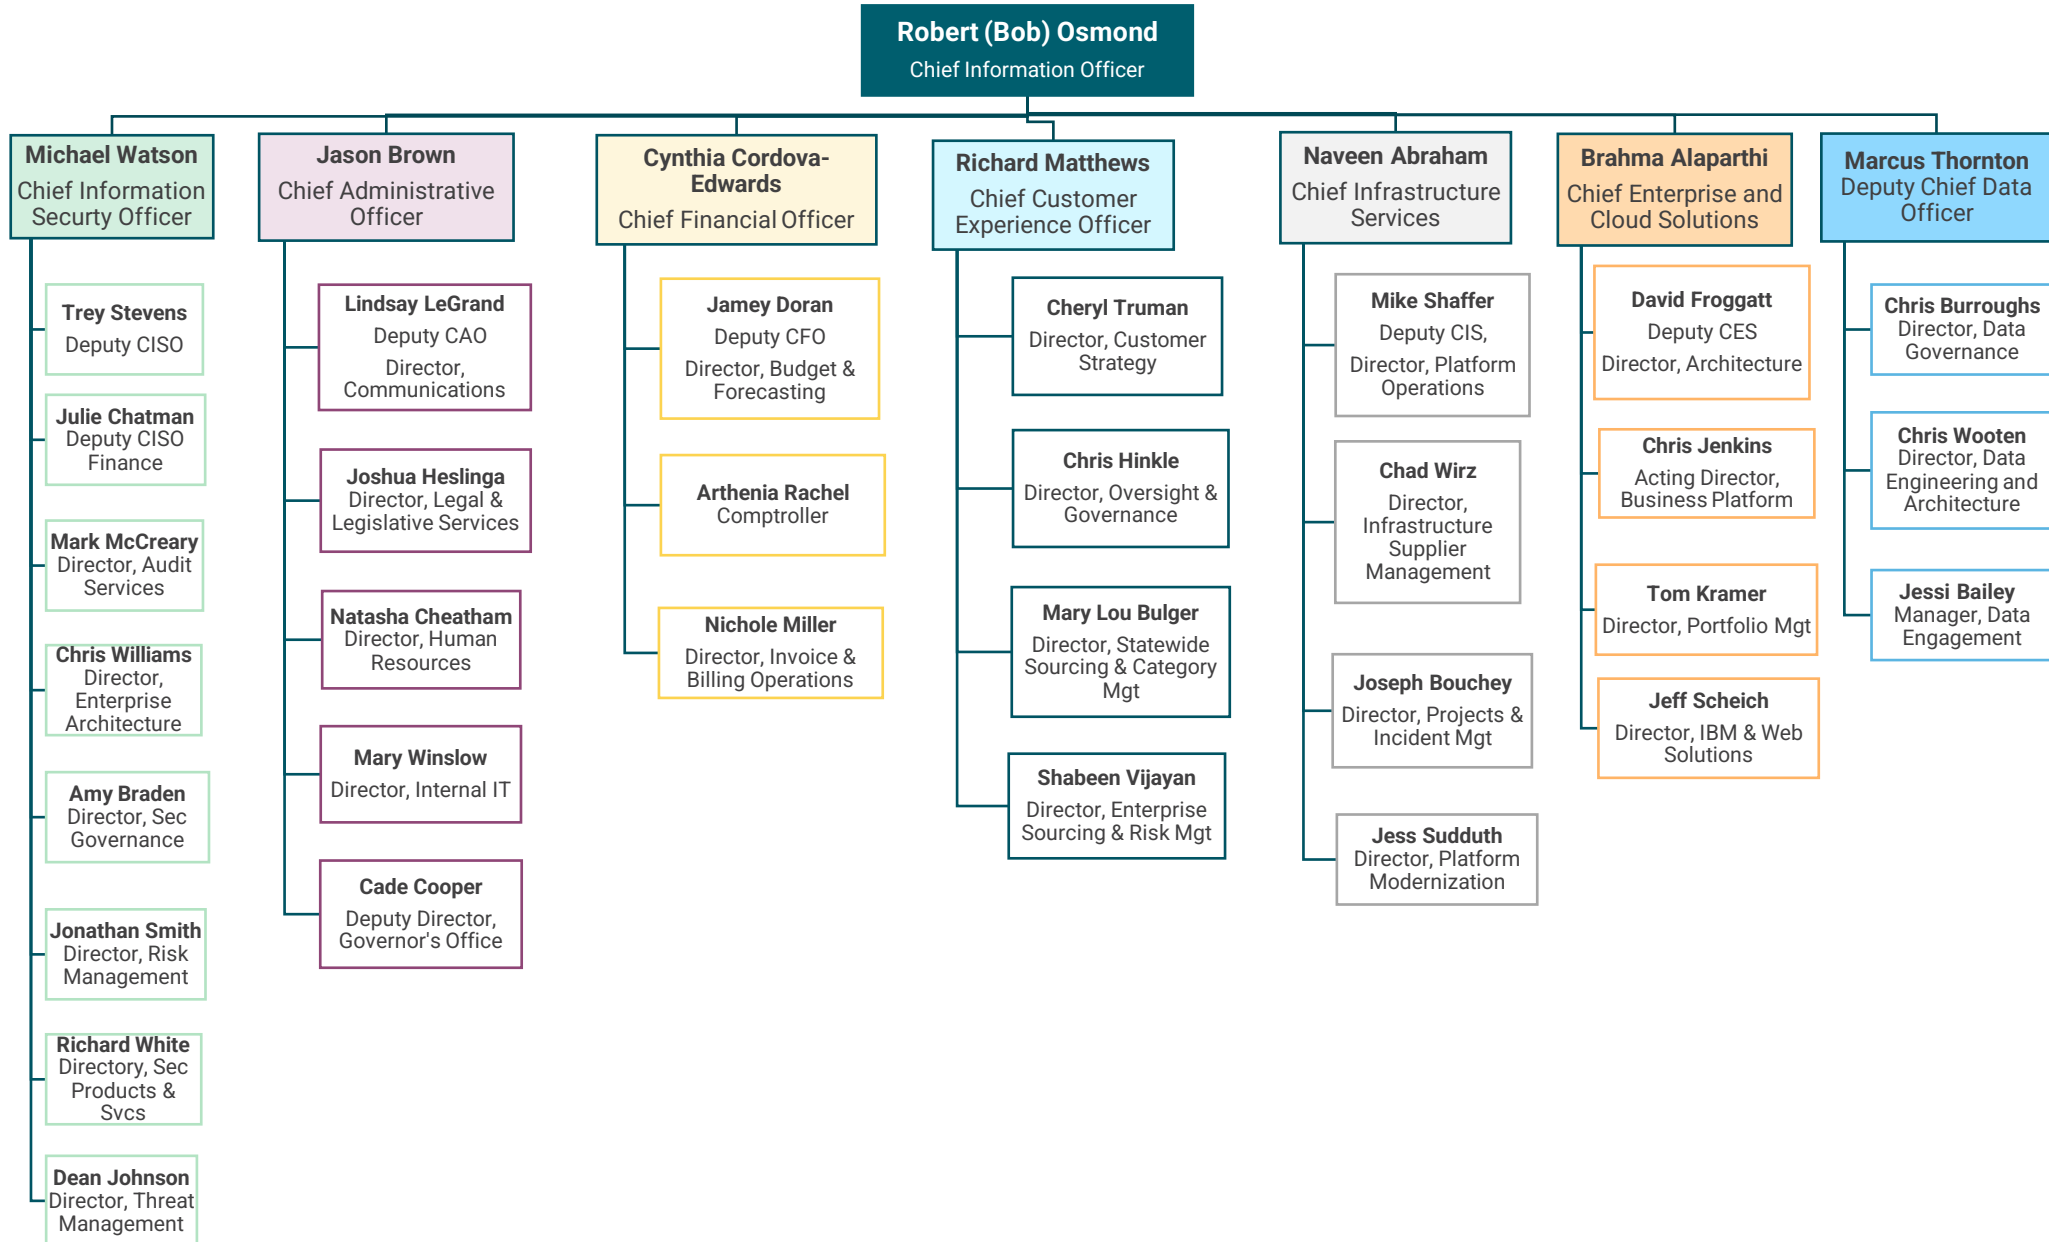 Robert (Bob) Osmond
Chief Information Officer
Michael Watson
Chief Information
Securty Officer
Trey Stevens
Deputy CISO
Julie Chatman
Deputy CISO
Finance
Mark McCreary
Director, Audit
Services
Chris Williams
Director,
Enterprise
Architecture
Amy Braden
Director, Sec
Governance
Jonathan Smith
Director, Risk
Management
Richard White
Directory, Sec
Products &
Svcs
Dean Johnson
Director, Threat
Management
Jason Brown
Chief Administrative
Officer
Lindsay LeGrand
Deputy CAO
Director,
Communications
Joshua Heslinga
Director, Legal &
Legislative Services
Natasha Cheatham
Director, Human
Resources
Mary Winslow
Director, Internal IT
Cade Cooper
Deputy Director,
Governor's Office
Cynthia Cordova-
Edwards
Chief Financial Officer
Jamey Doran
Deputy CFO
Director, Budget &
Forecasting
Arthenia Rachel
Comptroller
Nichole Miller
Director, Invoice &
Billing Operations
Richard Matthews
Chief Customer
Experience Officer
Cheryl Truman
Director, Customer
Strategy
Chris Hinkle
Director, Oversight &
Governance
Mary Lou Bulger
Director, Statewide
Sourcing & Category
Mgt
Shabeen Vijayan
Director, Enterprise
Sourcing & Risk Mgt
Naveen Abraham
Chief Infrastructure
Services
Mike Shaffer
Deputy CIS,
Director, Platform
Operations
Chad Wirz
Director,
Infrastructure
Supplier
Management
Joseph Bouchey
Director, Projects &
Incident Mgt
Jess Sudduth
Director, Platform
Modernization
Brahma Alaparthi
Chief Enterprise and
Cloud Solutions
David Froggatt
Deputy CES
Director, Architecture
Chris Jenkins
Acting Director,
Business Platform
Tom Kramer
Director, Portfolio Mgt
Jeff Scheich
Director, IBM & Web
Solutions
Marcus Thornton
Deputy Chief Data
Officer
Chris Burroughs
Director, Data
Governance
Chris Wooten
Director, Data
Engineering and
Architecture
Jessi Bailey
Manager, Data
Engagement